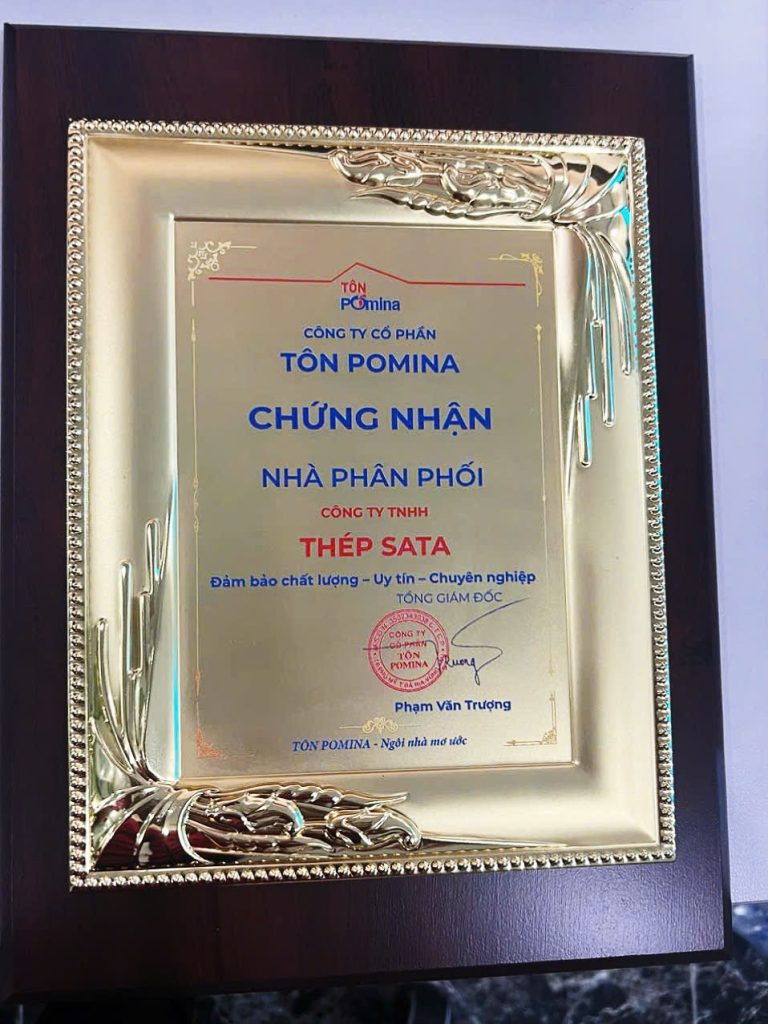 TÔN
POmina
CÔNG TY CỔ PHẦN
TÔN POMINA
CHỨNG NHẬN
NHÀ PHÂN PHỐI
CÔNG TY TNHH
THÉP SATA
Đảm bảo chất lượng – Uy tín – Chuyên nghiệp
TỔNG GIÁM ĐỐC
CÔNG TY
CỔ PHẦN
TÔN
POMINA
Phạm Văn Trượng
TÔN POMINA - Ngôi nhà mơ ước